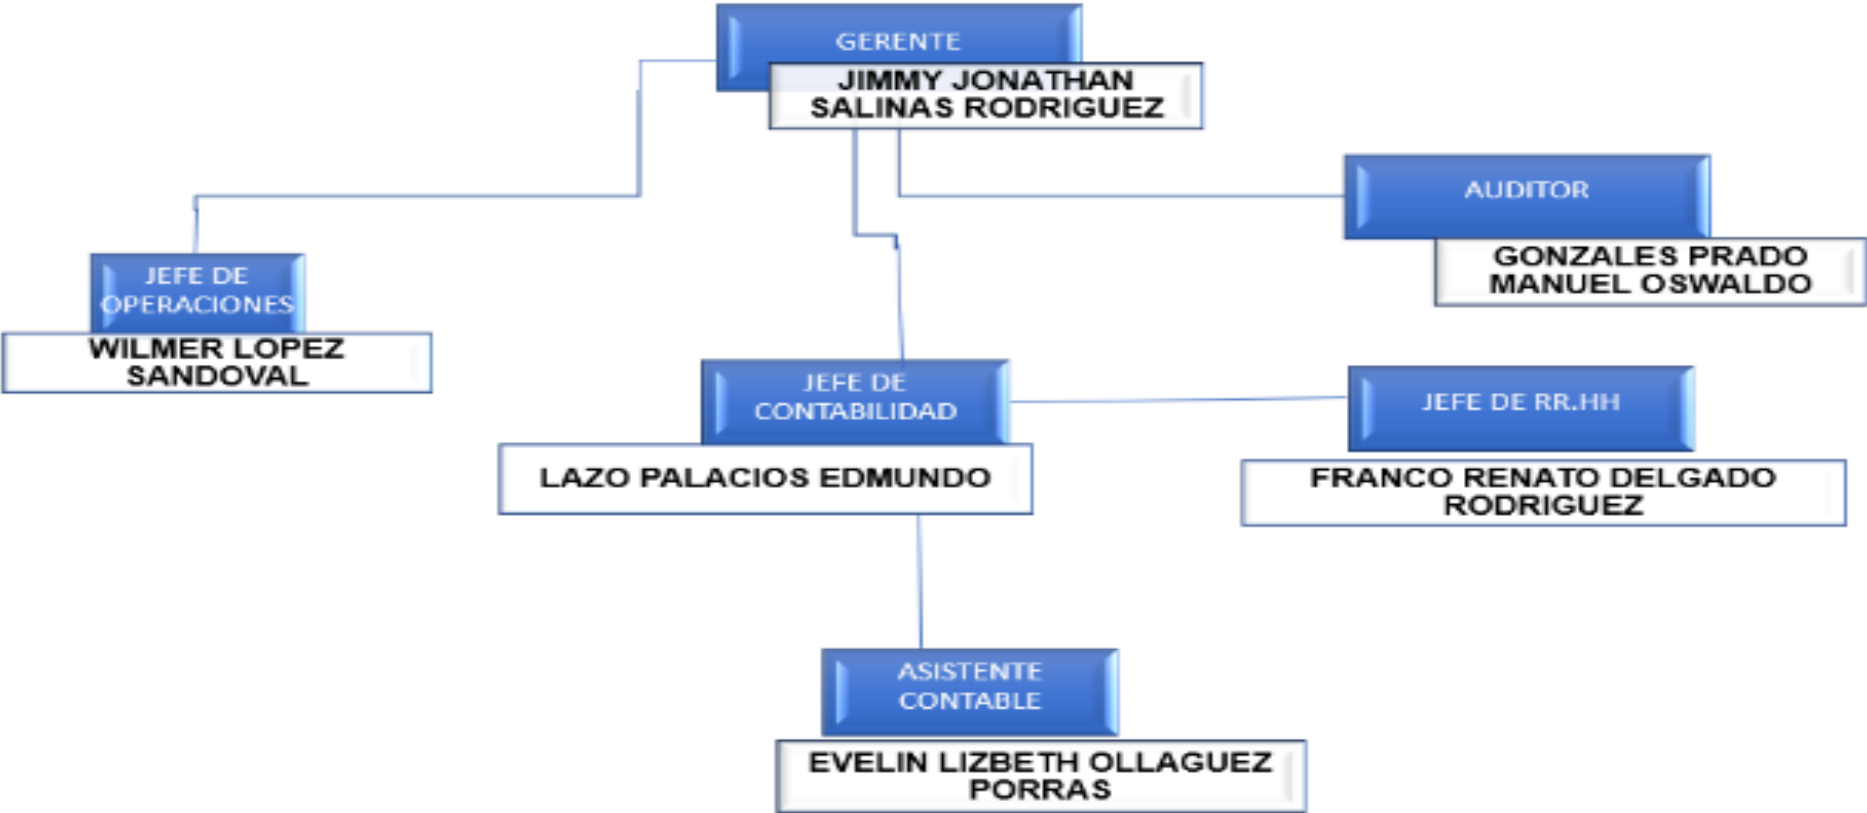 GERENTE
JIMMY JONATHAN
SALINAS RODRIGUEZ
AUDITOR
GONZALES PRADO
MANUEL OSWALDO
JEFE DE
OPERACIONES
WILMER LOPEZ
SANDOVAL
JEFE DE
CONTABILIDAD
LAZO PALACIOS EDMUNDO
JEFE DE RR.HH
FRANCO RENATO DELGADO
RODRIGUEZ
ASISTENTE
CONTABLE
EVELIN LIZBETH OLLAGUEZ
PORRAS